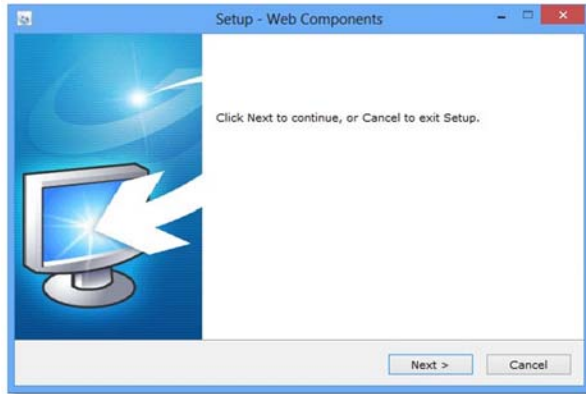 Setup - Web Components
Click Next to continue, or Cancel to exit Setup.
Next >
Cancel